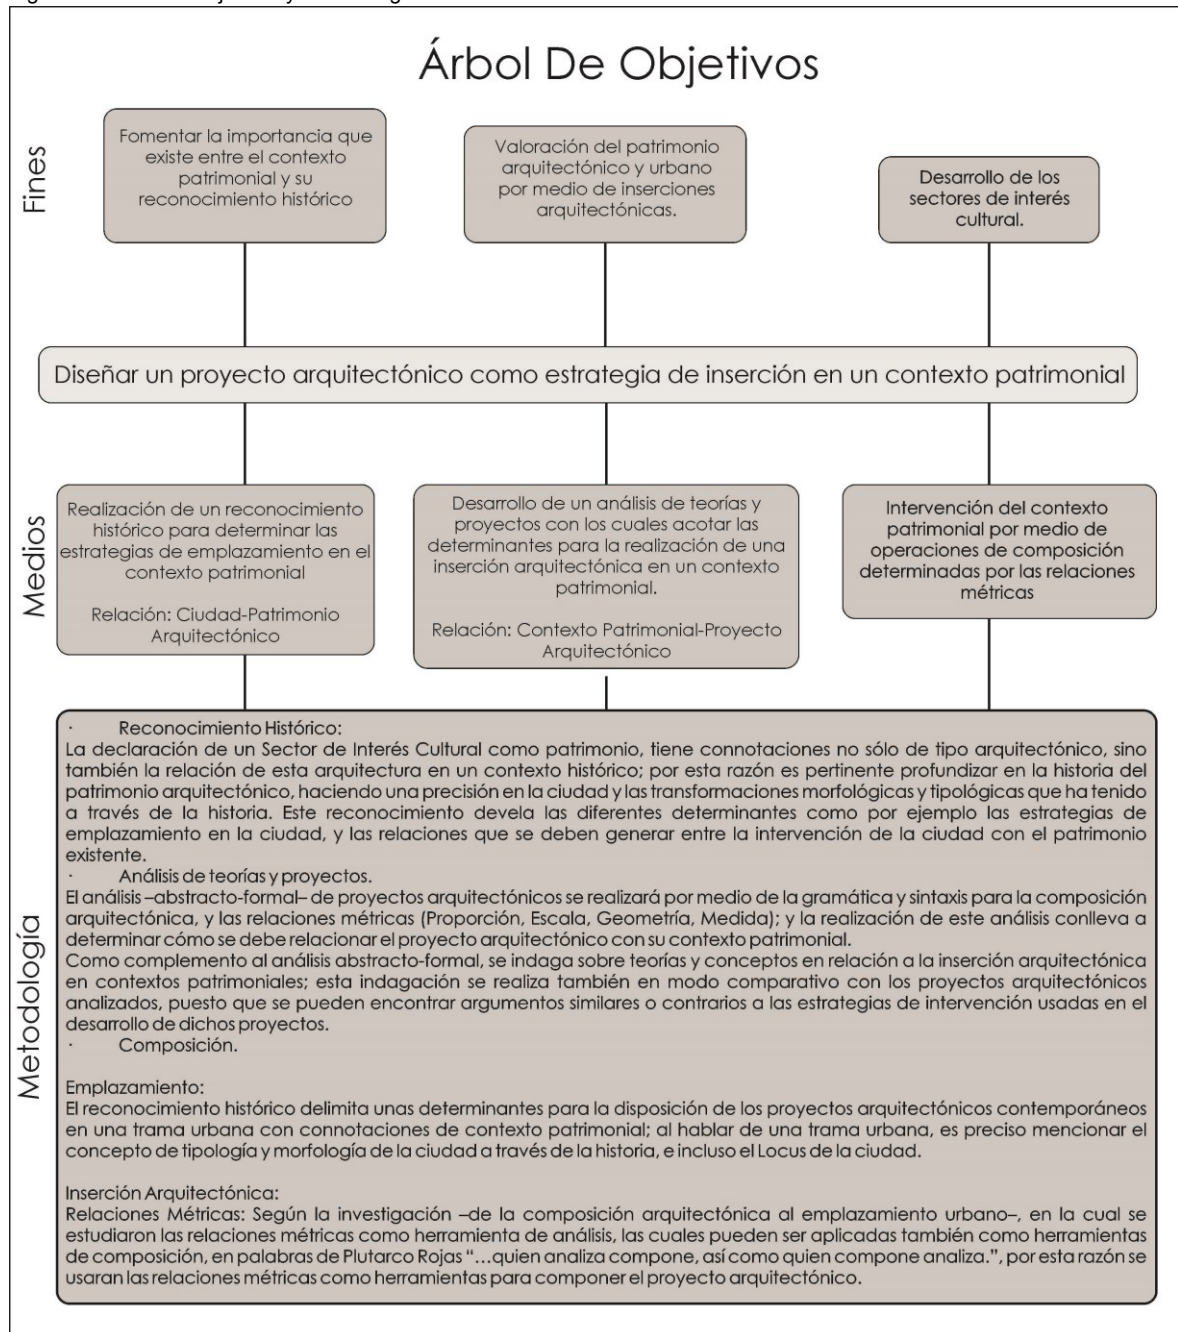 Árbol De Objetivos
Fines
Fomentar la importancia que
existe entre el contexto
patrimonial y su
reconocimiento histórico
Valoración del patrimonio
arquitectónico y urbano
por medio de inserciones
arquitectónicas.
Desarrollo de los
sectores de interés
cultural.
Diseñar un proyecto arquitectónico como estrategia de inserción en un contexto patrimonial
Medios
Realización de un reconocimiento
histórico para determinar las
estrategias de emplazamiento en el
contexto patrimonial
Relación: Ciudad-Patrimonio
Arquitectónico
Desarrollo de un análisis de teorías y
proyectos con los cuales acotar las
determinantes para la realización de una
inserción arquitectónica en un contexto
patrimonial.
Relación: Contexto Patrimonial-Proyecto
Arquitectónico
Intervención del contexto
patrimonial por medio de
operaciones de composición
determinadas por las relaciones
métricas
Metodología
· Reconocimiento Histórico:
La declaración de un Sector de Interés Cultural como patrimonio, tiene connotaciones no sólo de tipo arquitectónico, sino
también la relación de esta arquitectura en un contexto histórico; por esta razón es pertinente profundizar en la historia del
patrimonio arquitectónico, haciendo una precisión en la ciudad y las transformaciones morfológicas y tipológicas que ha tenido
a través de la historia. Este reconocimiento devela las diferentes determinantes como por ejemplo las estrategias de
emplazamiento en la ciudad, y las relaciones que se deben generar entre la intervención de la ciudad con el patrimonio
existente.
· Análisis de teorías y proyectos.
El análisis –abstracto-formal– de proyectos arquitectónicos se realizará por medio de la gramática y sintaxis para la composición
arquitectónica, y las relaciones métricas (Proporción, Escala, Geometría, Medida); y la realización de este análisis conlleva a
determinar cómo se debe relacionar el proyecto arquitectónico con su contexto patrimonial.
Como complemento al análisis abstracto-formal, se indaga sobre teorías y conceptos en relación a la inserción arquitectónica
en contextos patrimoniales; esta indagación se realiza también en modo comparativo con los proyectos arquitectónicos
analizados, puesto que se pueden encontrar argumentos similares o contrarios a las estrategias de intervención usadas en el
desarrollo de dichos proyectos.
· Composición.
Emplazamiento:
El reconocimiento histórico delimita unas determinantes para la disposición de los proyectos arquitectónicos contemporáneos
en una trama urbana con connotaciones de contexto patrimonial; al hablar de una trama urbana, es preciso mencionar el
concepto de tipología y morfología de la ciudad a través de la historia, e incluso el Locus de la ciudad.
Inserción Arquitectónica:
Relaciones Métricas: Según la investigación –de la composición arquitectónica al emplazamiento urbano–, en la cual se
estudiaron las relaciones métricas como herramienta de análisis, las cuales pueden ser aplicadas también como herramientas
de composición, en palabras de Plutarco Rojas “…quien analiza compone, así como quien compone analiza.”, por esta razón se
usaran las relaciones métricas como herramientas para componer el proyecto arquitectónico.